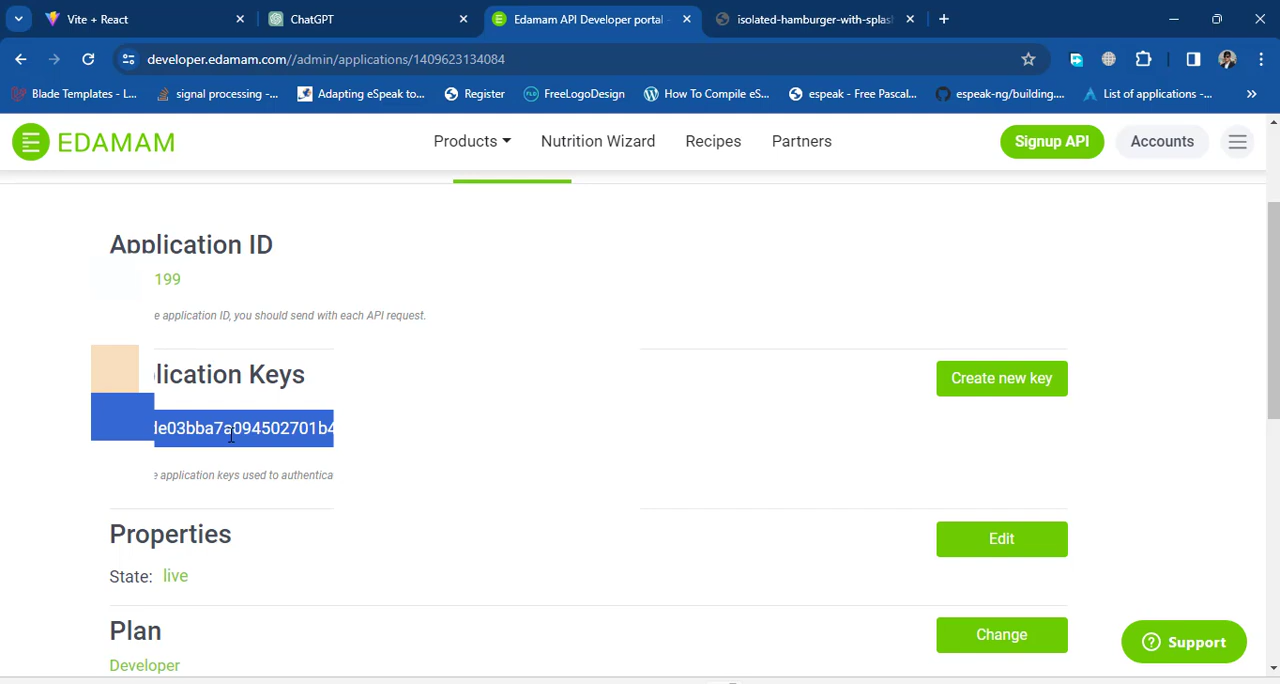 Vite + React
ChatGPT
Edamam API Developer portal
isolated-hamburger-with-splas
developer.edamam.com//admin/applications/1409623134084
Blade Templates - L...
signal processing -...
Adapting eSpeak to...
Register
FreeLogoDesign
How To Compile eS...
espeak - Free Pascal...
espeak-ng/building....
List of applications -...
EDAMAM
Products
Nutrition Wizard
Recipes
Partners
Signup API
Accounts
Application ID
199
e application ID, you should send with each API request.
lication Keys
Create new key
de03bba7a094502701b4
e application keys used to authentica
Properties
Edit
State: live
Plan
Change
Developer
Support